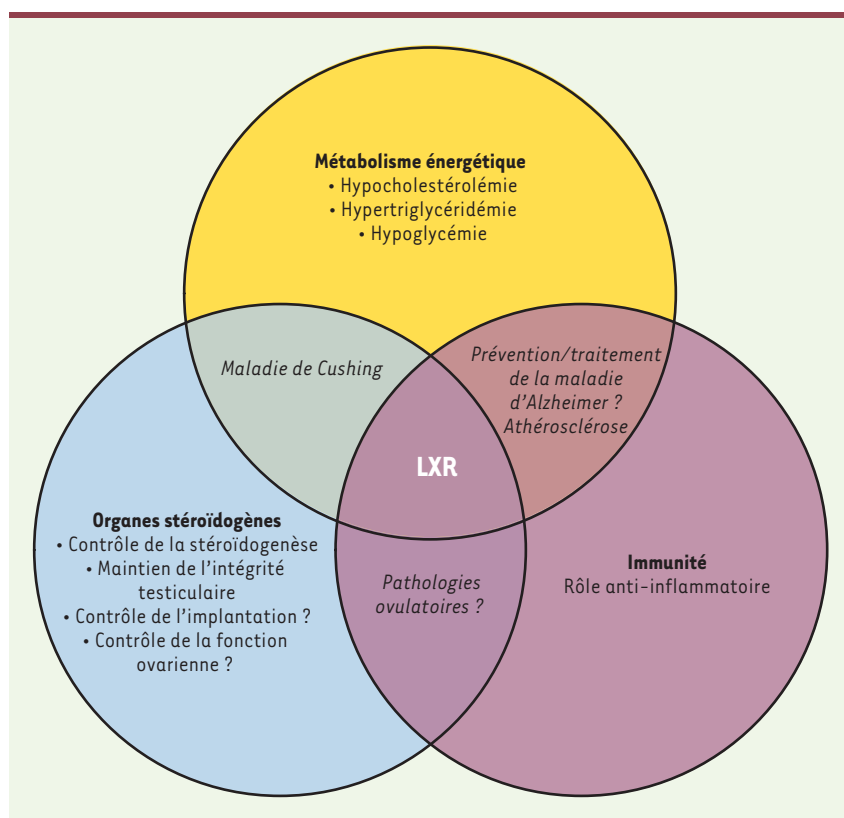 Métabolisme énergétique
• Hypocholestérolémie
• Hypertriglycéridémie
• Hypoglycémie
Maladie de Cushing
Prévention/traitement
de la maladie
d'Alzheimer ?
Athérosclérose
LXR
Organes stéroïdogènes
• Contrôle de la stéroïdogenèse
• Maintien de l'intégrité
testiculaire
• Contrôle de l'implantation ?
• Contrôle de la fonction
ovarienne ?
Pathologies
ovulatoires ?
Immunité
Rôle anti-inflammatoire